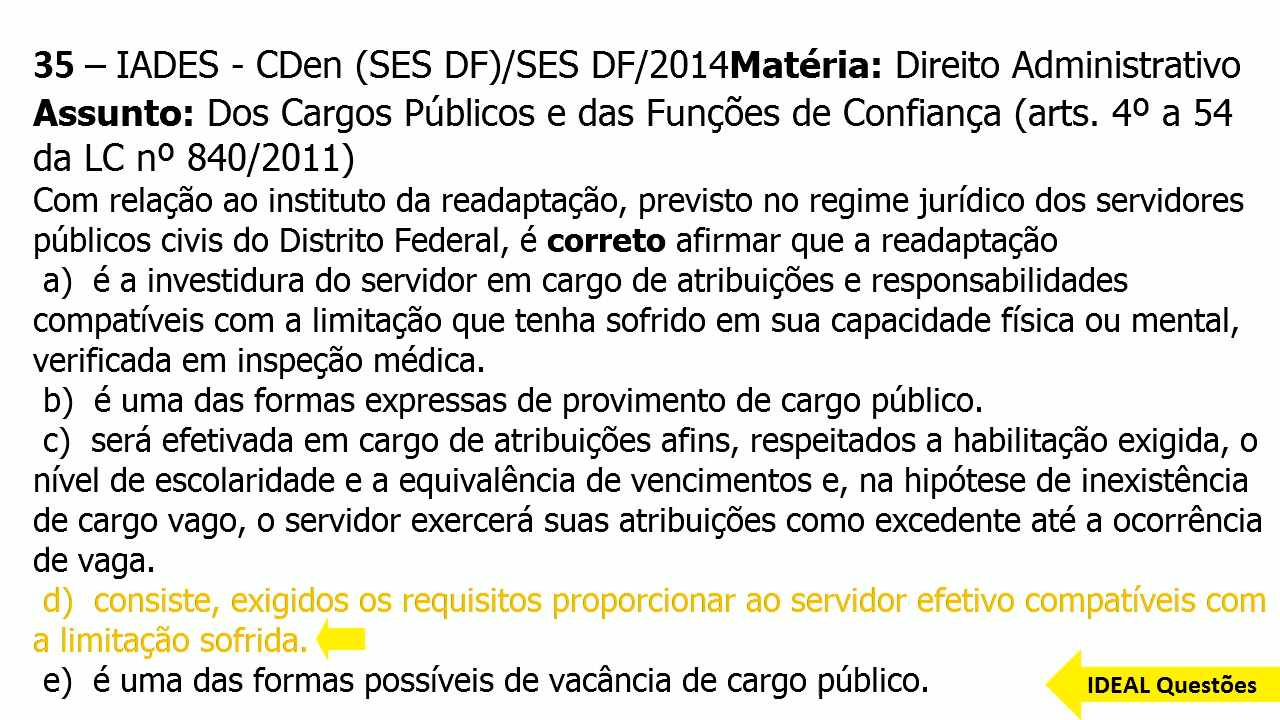 35 – IADES - CDen (SES DF)/SES DF/2014Matéria: Direito Administrativo
Assunto: Dos Cargos Públicos e das Funções de Confiança (arts. 4º a 54
da LC nº 840/2011)
Com relação ao instituto da readaptação, previsto no regime jurídico dos servidores
públicos civis do Distrito Federal, é correto afirmar que a readaptação
a) é a investidura do servidor em cargo de atribuições e responsabilidades
compatíveis com a limitação que tenha sofrido em sua capacidade física ou mental,
verificada em inspeção médica.
b) é uma das formas expressas de provimento de cargo público.
c) será efetivada em cargo de atribuições afins, respeitados a habilitação exigida, o
nível de escolaridade e a equivalência de vencimentos e, na hipótese de inexistência
de cargo vago, o servidor exercerá suas atribuições como excedente até a ocorrência
de vaga.
d) consiste, exigidos os requisitos proporcionar ao servidor efetivo compatíveis com
a limitação sofrida.
e) é uma das formas possíveis de vacância de cargo público.
IDEAL Questões